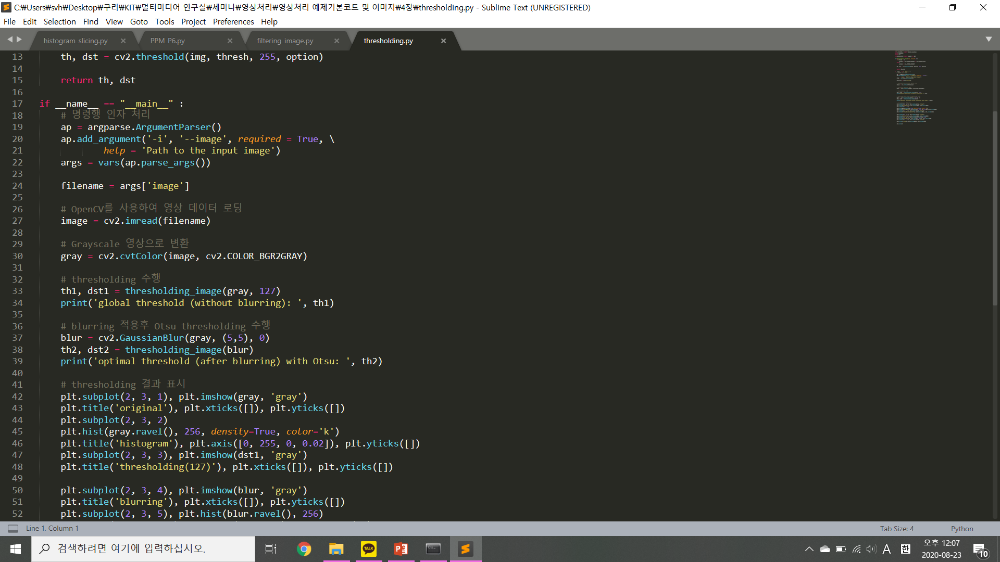 C:₩Users₩svh₩Desktop₩구리₩KIT₩멀티미디어 연구실₩세미나₩영상처리₩영상처리 예제기본코드 및 이미지₩4장₩thresholding.py - Sublime Text (UNREGISTERED)
File Edit Selection Find View Goto Tools Project Preferences Help
histogram_slicing.py PPM_P6.py filtering_image.py thresholding.py
13 th, dst = cv2.threshold(img, thresh, 255, option)
14
15 return th, dst
16
17 if __name__ == "__main__" :
18 # 명령행 인자 처리
19 ap = argparse.ArgumentParser()
20 ap.add_argument('-i', '--image', required = True, \
21 help = 'Path to the input image')
22 args = vars(ap.parse_args())
23
24 filename = args['image']
25
26 # OpenCV를 사용하여 영상 데이터 로딩
27 image = cv2.imread(filename)
28
29 # Grayscale 영상으로 변환
30 gray = cv2.cvtColor(image, cv2.COLOR_BGR2GRAY)
31
32 # thresholding 수행
33 th1, dst1 = thresholding_image(gray, 127)
34 print('global threshold (without blurring): ', th1)
35
36 # blurring 적용후 Otsu thresholding 수행
37 blur = cv2.GaussianBlur(gray, (5,5), 0)
38 th2, dst2 = thresholding_image(blur)
39 print('optimal threshold (after blurring) with Otsu: ', th2)
40
41 # thresholding 결과 표시
42 plt.subplot(2, 3, 1), plt.imshow(gray, 'gray')
43 plt.title('original'), plt.xticks([]), plt.yticks([])
44 plt.subplot(2, 3, 2)
45 plt.hist(gray.ravel(), 256, density=True, color='k')
46 plt.title('histogram'), plt.axis([0, 255, 0, 0.02]), plt.yticks([])
47 plt.subplot(2, 3, 3), plt.imshow(dst1, 'gray')
48 plt.title('thresholding(127)'), plt.xticks([]), plt.yticks([])
49
50 plt.subplot(2, 3, 4), plt.imshow(blur, 'gray')
51 plt.title('blurring'), plt.xticks([]), plt.yticks([])
52 plt.subplot(2, 3, 5), plt.hist(blur.ravel(), 256)
Line 1, Column 1 Tab Size: 4 Python
검색하려면 여기에 입력하십시오.
TALK
A 한
오후 12:07
2020-08-23
10